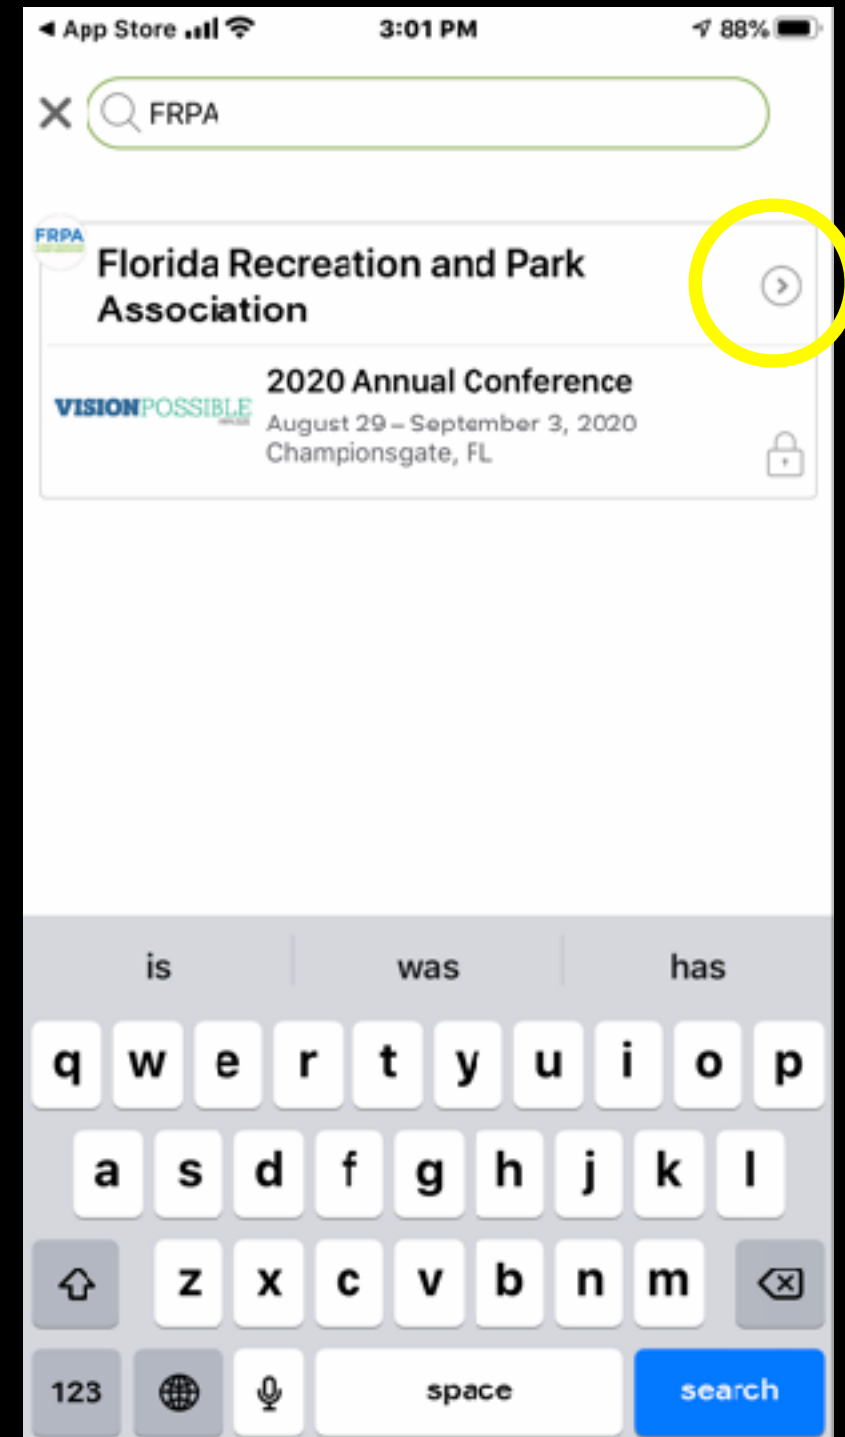 App Store 3:01 PM 88%
FRPA
FRPA
Florida Recreation and Park
Association
VISIONPOSSIBLE
2020 Annual Conference
August 29 – September 3, 2020
Championsgate, FL
is was has
q w e r t y u i o p
a s d f g h j k l
z x c v b n m
123 space search